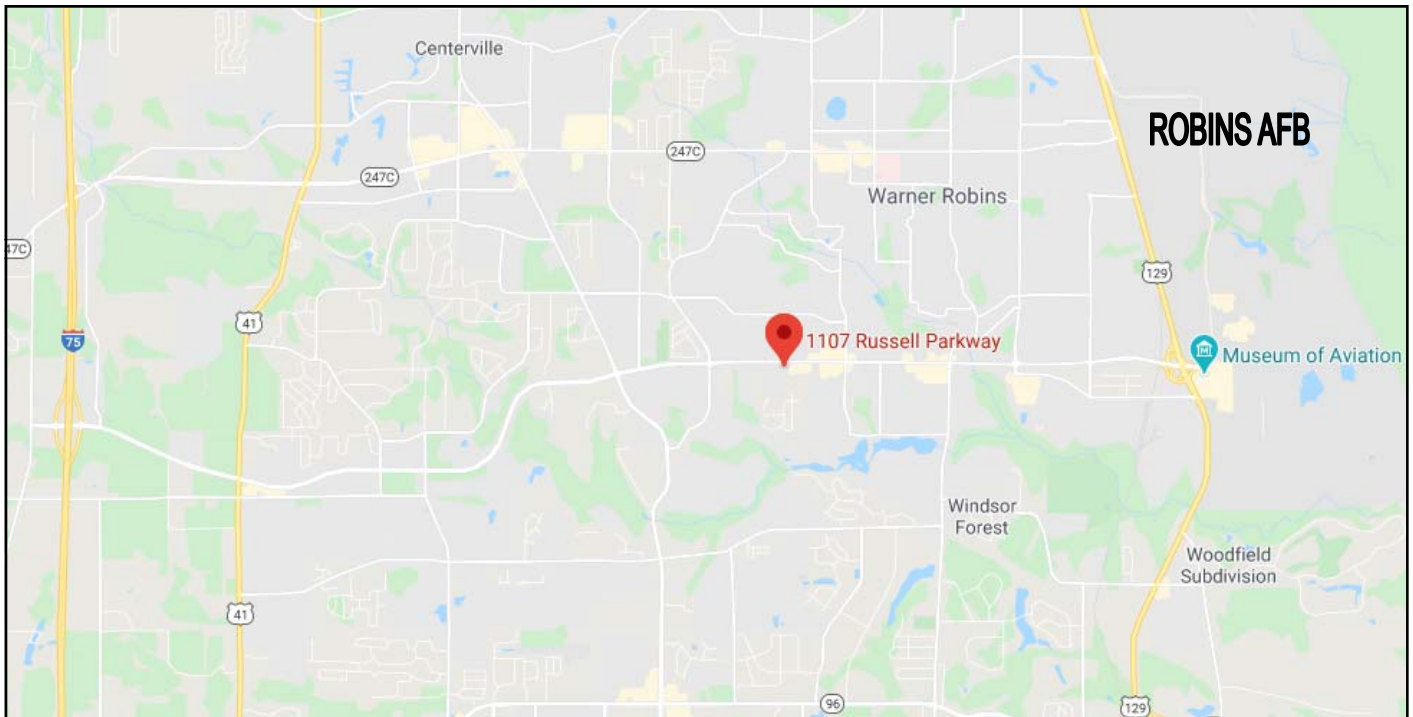 Centerville
ROBINS AFB
247C
247C
Warner Robins
47C
129
41
75
1107 Russell Parkway
Museum of Aviation
Windsor
Forest
Woodfield
Subdivision
41
96
129